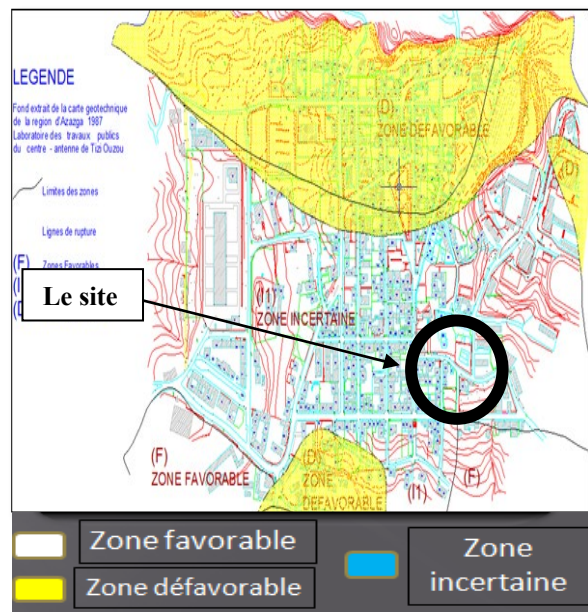 LEGENDE
Fond extrait de la carte geotechnique
de la region d'Azazga 1987
Laboratoire des travaux publics
du centre - antenne de Tizi Ouzou
Limites des zones
Lignes de rupture
(F) Zones Favorables
(I
(D
Le site
(D)
ZONE DEFAVORABLE
(D)
(I1)
ZONE INCERTAINE
(F)
ZONE FAVORABLE
(D)
ZONE
DEFAVORABLE
(I1)
(F)
Zone favorable
Zone défavorable
Zone
incertaine